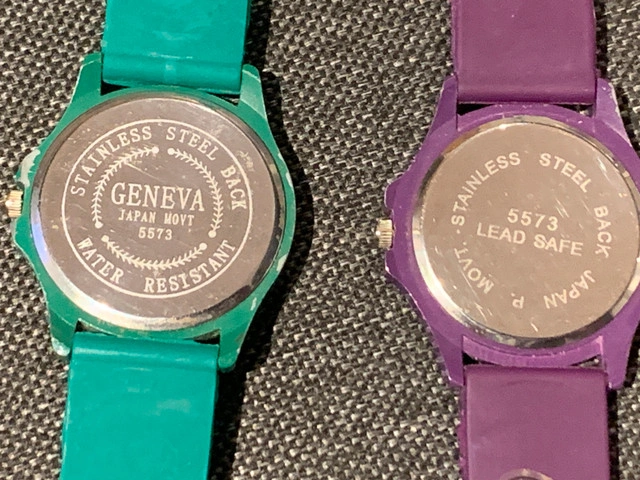 STAINLESS STEEL BACK
GENEVA
JAPAN MOVT
5573
WATER RESISTANT
STAINLESS STEEL BACK JAPAN P. MOVT.
5573
LEAD SAFE